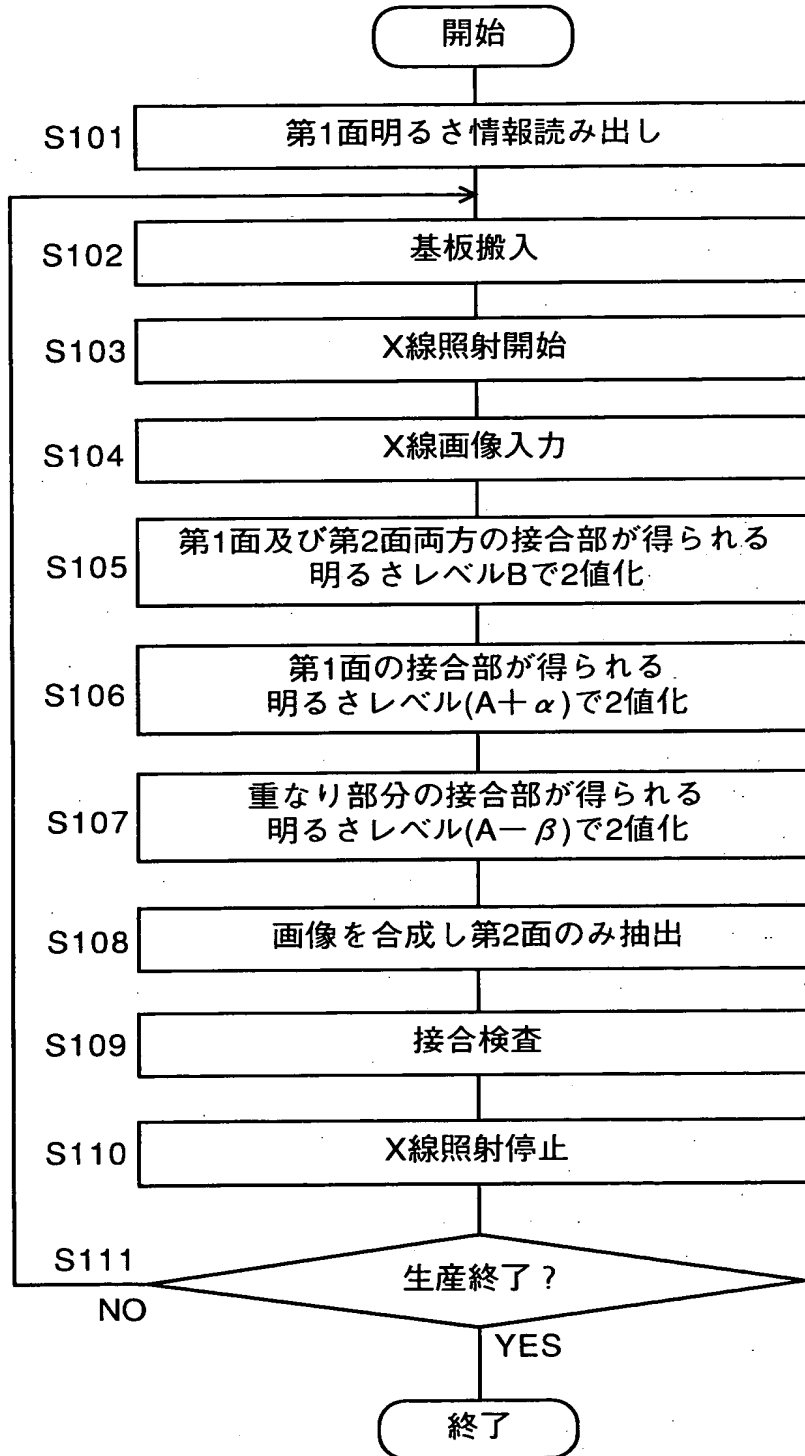 開始
S101
第1面明るさ情報読み出し
S102
基板搬入
S103
X線照射開始
S104
X線画像入力
S105
第1面及び第2面両方の接合部が得られる
明るさレベルBで2値化
S106
第1面の接合部が得られる
明るさレベル(A+α)で2値化
S107
重なり部分の接合部が得られる
明るさレベル(A-β)で2値化
S108
画像を合成し第2面のみ抽出
S109
接合検査
S110
X線照射停止
S111
生産終了?
NO
YES
終了